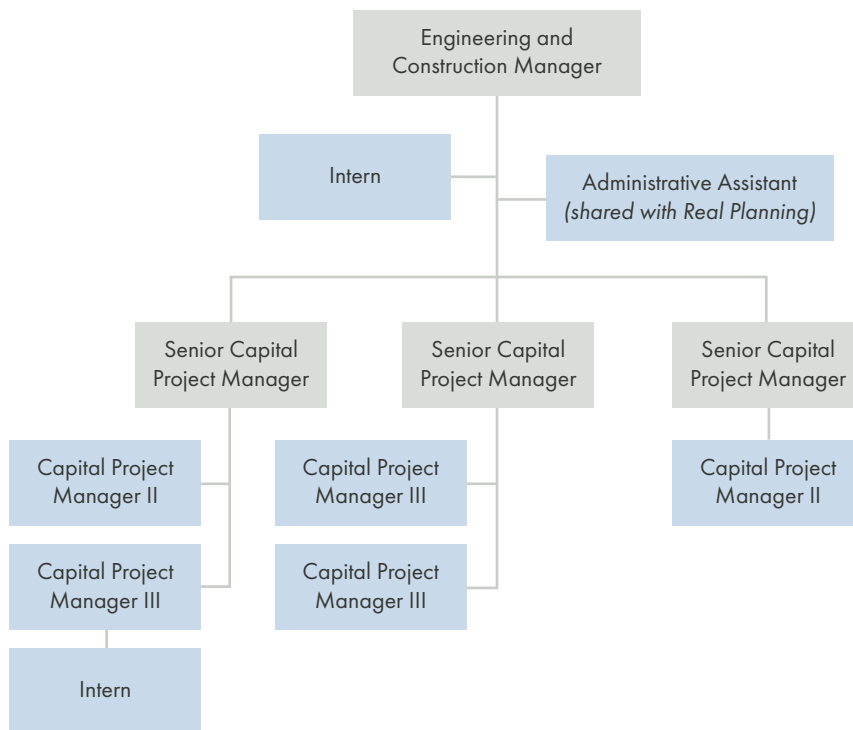 Engineering and
Construction Manager
Intern
Administrative Assistant
(shared with Real Planning)
Senior Capital
Project Manager
Senior Capital
Project Manager
Senior Capital
Project Manager
Capital Project
Manager II
Capital Project
Manager III
Capital Project
Manager II
Capital Project
Manager III
Capital Project
Manager III
Intern